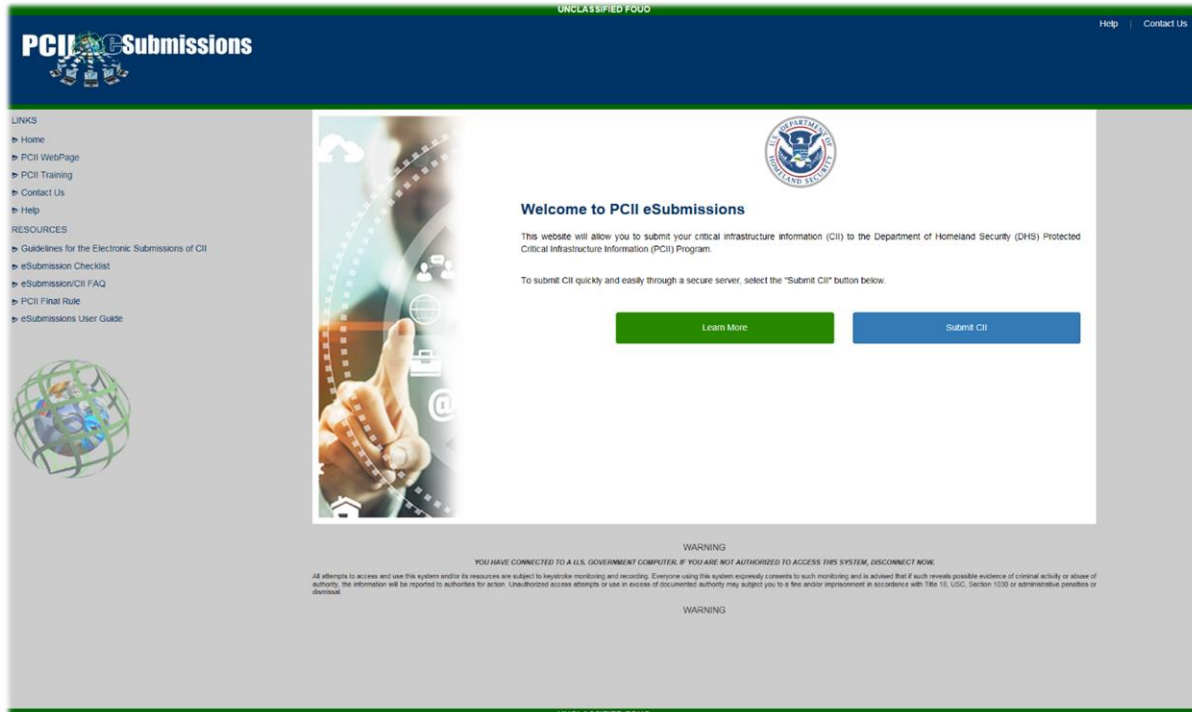 UNCLASSIFIED FOUO
Help | Contact Us
PCII eSubmissions
LINKS
Home
PCII WebPage
PCII Training
Contact Us
Help
RESOURCES
Guidelines for the Electronic Submissions of CII
eSubmission Checklist
eSubmission/CII FAQ
PCII Final Rule
eSubmissions User Guide
U.S. DEPARTMENT OF HOMELAND SECURITY
Welcome to PCII eSubmissions
This website will allow you to submit your critical infrastructure information (CII) to the Department of Homeland Security (DHS) Protected
Critical Infrastructure Information (PCII) Program.
To submit CII quickly and easily through a secure server, select the "Submit CII" button below.
Learn More
Submit CII
@
WARNING
YOU HAVE CONNECTED TO A U.S. GOVERNMENT COMPUTER. IF YOU ARE NOT AUTHORIZED TO ACCESS THIS SYSTEM, DISCONNECT NOW.
All attempts to access and use this system and/or its resources are subject to keystroke monitoring and recording. Everyone using this system expressly consents to such monitoring and is advised that if such reveals possible evidence of criminal activity or abuse of
authority, the information will be reported to authorities for action. Unauthorized access attempts or use in excess of documented authority may subject you to a fine and/or imprisonment in accordance with Title 18, USC, Section 1030 or administrative penalties or
dismissal.
WARNING
UNCLASSIFIED FOUO